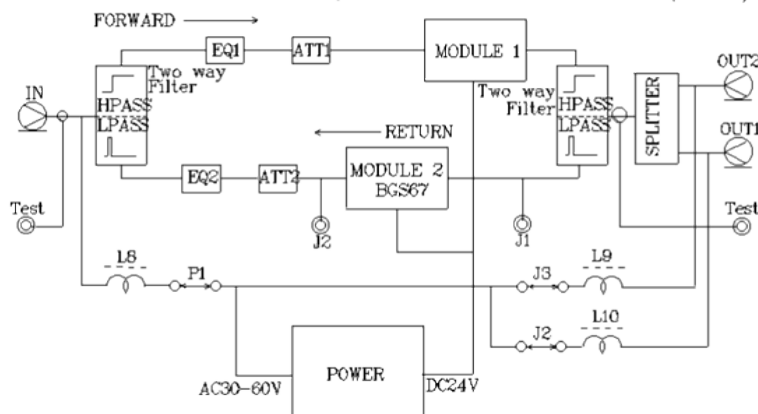 FORWARD
EQ1
ATT1
MODULE 1
OUT2
IN
Two way
Filter
HPASS
LPASS
Two way
Filter
HPASS
LPASS
SPLITTER
OUT1
RETURN
EQ2
ATT2
MODULE 2
BGS67
Test
J2
J1
Test
L8
P1
J3
L9
J2
L10
POWER
AC30-60V
DC24V